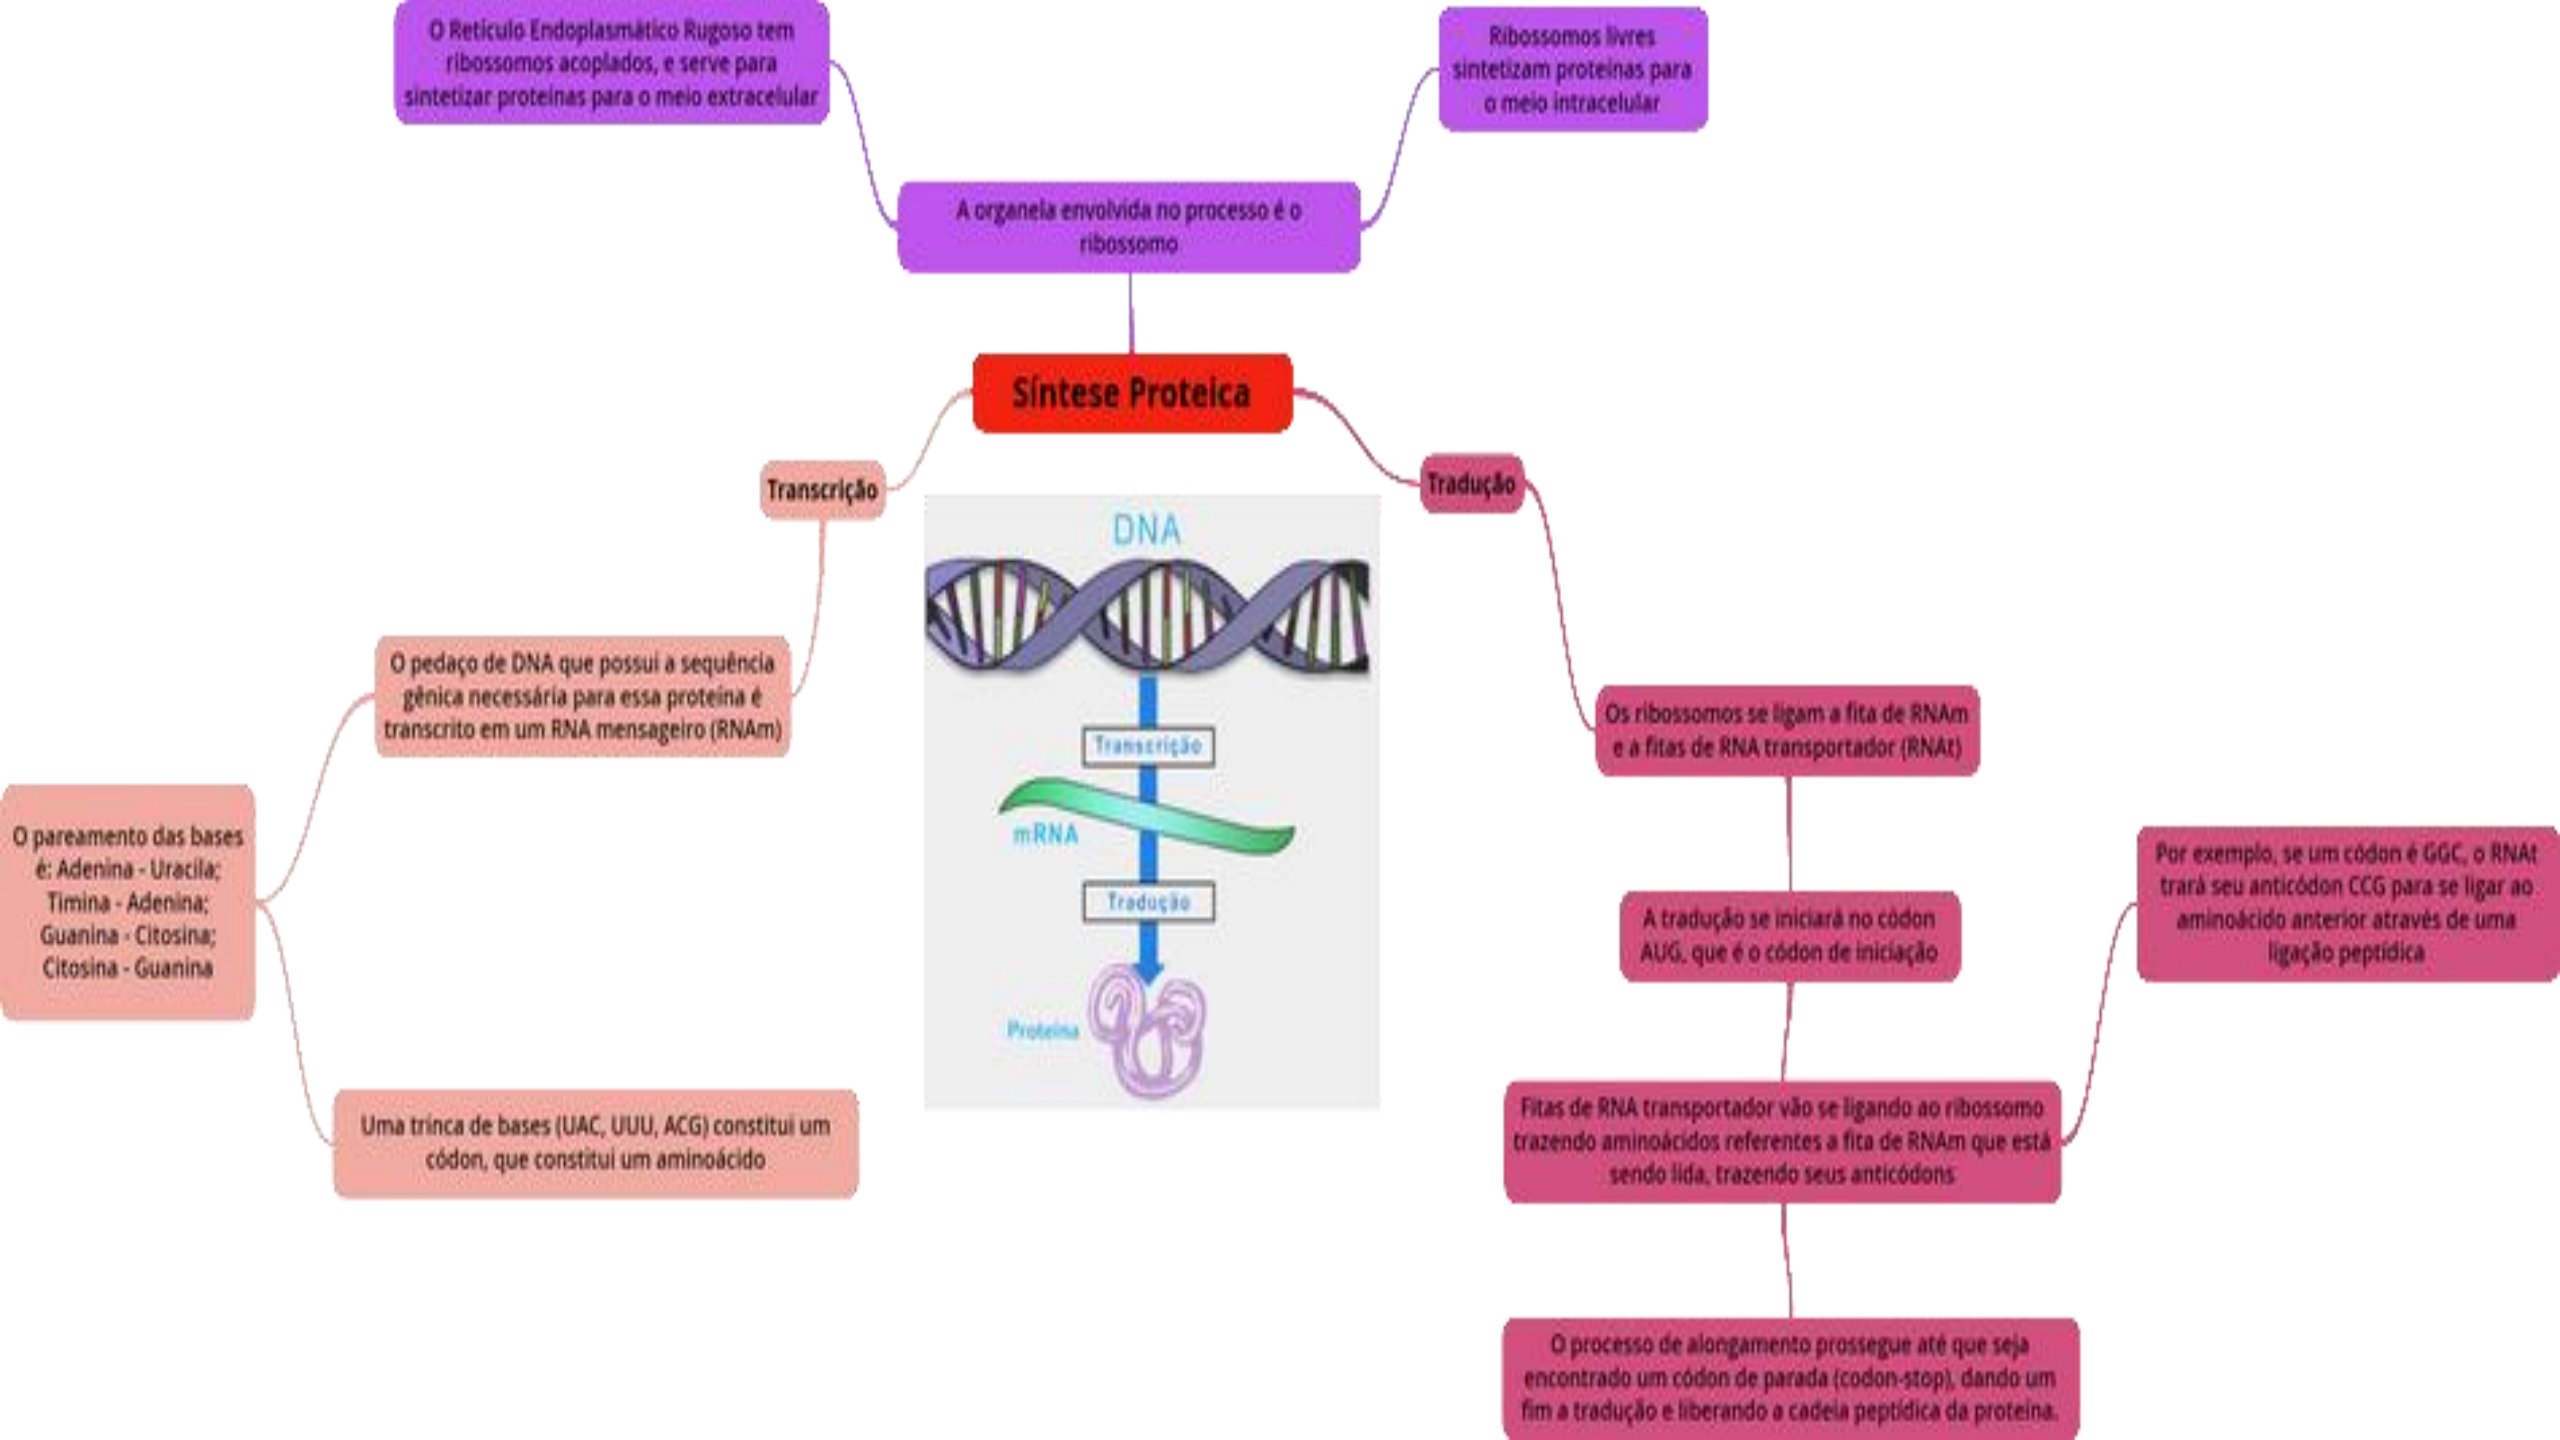 O Retículo Endoplasmático Rugoso tem
ribossomos acoplados, e serve para
sintetizar proteínas para o meio extracelular
Ribossomos livres
sintetizam proteínas para
o meio intracelular
A organela envolvida no processo é o
ribossomo
Síntese Proteica
Transcrição
Tradução
DNA
Transcrição
mRNA
Tradução
Proteína
O pedaço de DNA que possui a sequência
gênica necessária para essa proteína é
transcrito em um RNA mensageiro (RNAm)
O pareamento das bases
é: Adenina - Uracila;
Timina - Adenina;
Guanina - Citosina;
Citosina - Guanina
Uma trinca de bases (UAC, UUU, ACG) constitui um
códon, que constitui um aminoácido
Os ribossomos se ligam a fita de RNAm
e a fitas de RNA transportador (RNAt)
A tradução se iniciará no códon
AUG, que é o códon de iniciação
Por exemplo, se um códon é GGC, o RNAt
trará seu anticódon CCG para se ligar ao
aminoácido anterior através de uma
ligação peptídica
Fitas de RNA transportador vão se ligando ao ribossomo
trazendo aminoácidos referentes a fita de RNAm que está
sendo lida, trazendo seus anticódons
O processo de alongamento prossegue até que seja
encontrado um códon de parada (codon-stop), dando um
fim a tradução e liberando a cadeia peptídica da proteína.